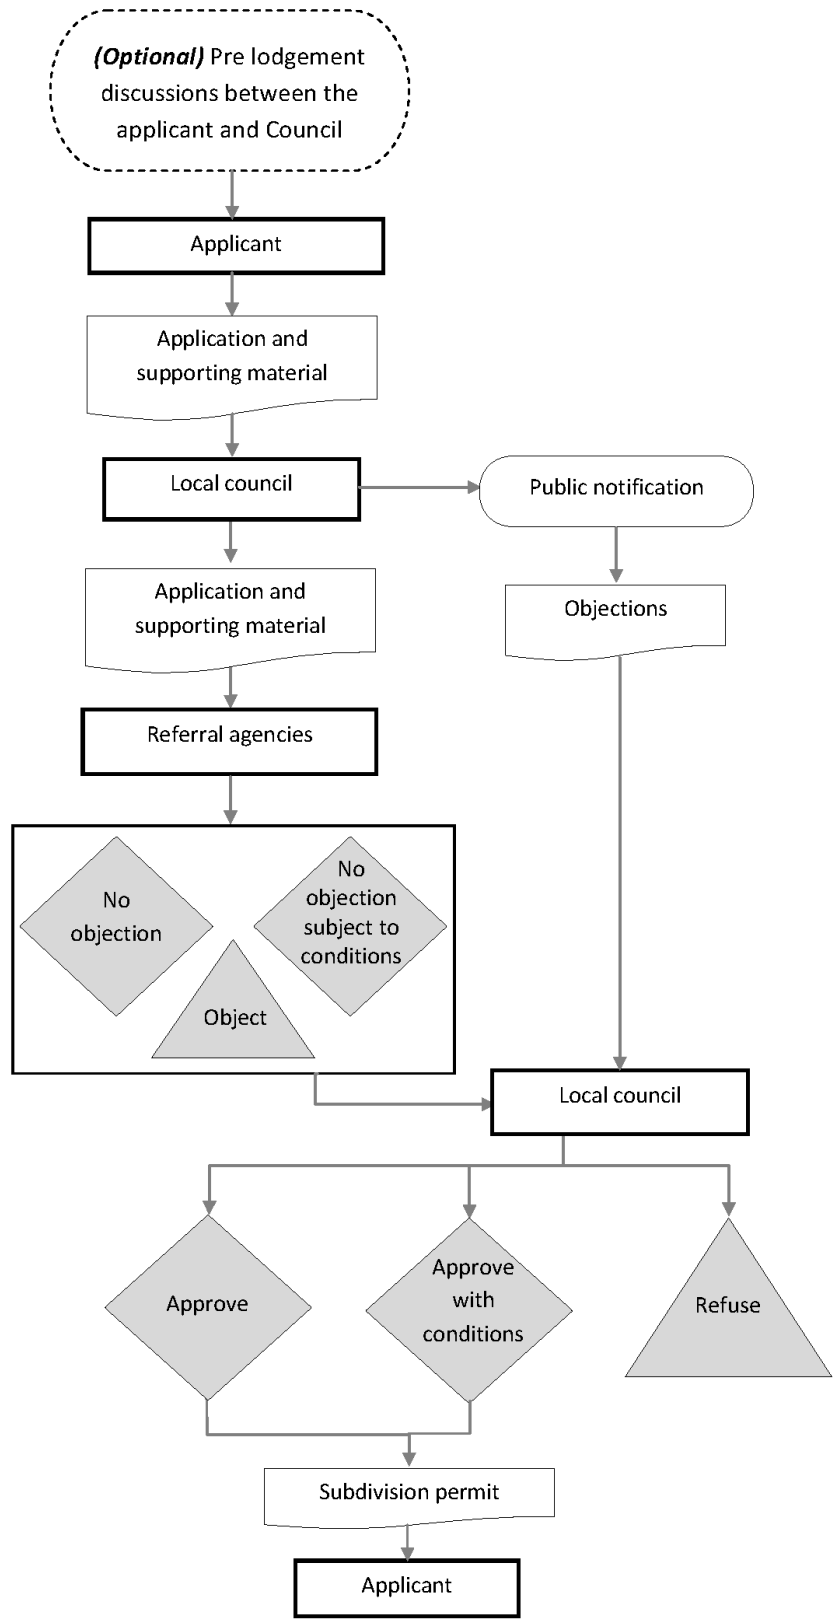 (Optional) Pre lodgement
discussions between the
applicant and Council
Applicant
Application and
supporting material
Local council
Public notification
Application and
supporting material
Objections
Referral agencies
No
objection
No
objection
subject to
conditions
Object
Local council
Approve
Approve
with
conditions
Refuse
Subdivision permit
Applicant